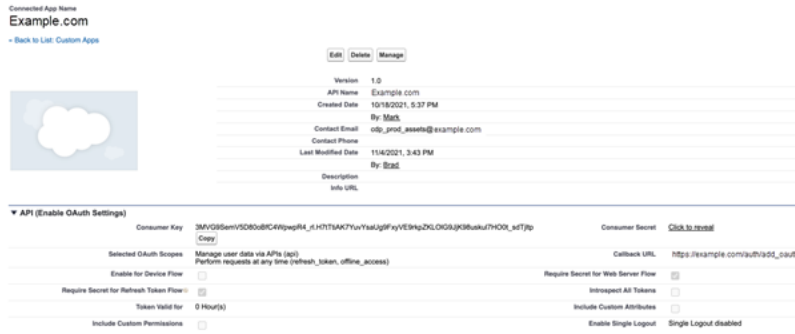 Connected App Name
Example.com
« Back to List: Custom Apps
Edit Delete Manage
Version 1.0
API Name Example.com
Created Date 10/18/2021, 5:37 PM
By: Mark
Contact Email cdp_prod_assets@example.com
Contact Phone
Last Modified Date 11/4/2021, 3:43 PM
By: Brad
Description
Info URL
▼ API (Enable OAuth Settings)
Consumer Key Consumer Secret Click to reveal
Copy
Selected OAuth Scopes Manage user data via APIs (api) Callback URL https://example.com/auth/add_oaut
Perform requests at any time (refresh_token, offline_access)
Enable for Device Flow Require Secret for Web Server Flow
Require Secret for Refresh Token Flow Introspect All Tokens
Token Valid for 0 Hour(s) Include Custom Attributes
Include Custom Permissions Enable Single Logout Single Logout disabled